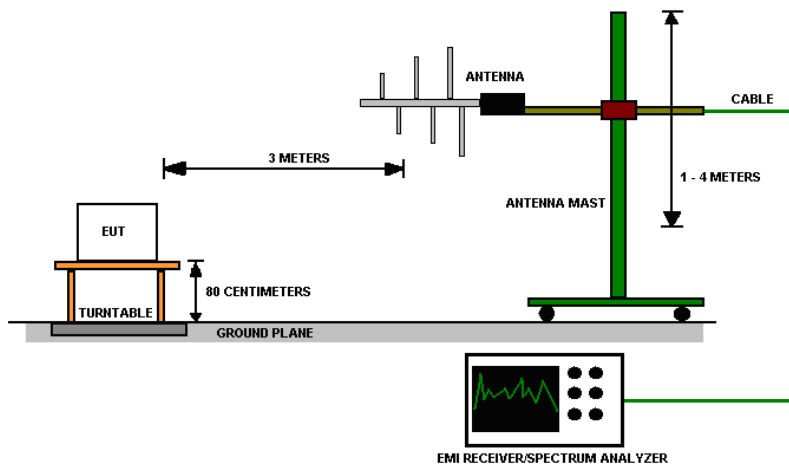 ANTENNA
CABLE
3 METERS
1 - 4 METERS
ANTENNA MAST
EUT
80 CENTIMETERS
TURNTABLE
GROUND PLANE
EMI RECEIVER/SPECTRUM ANALYZER